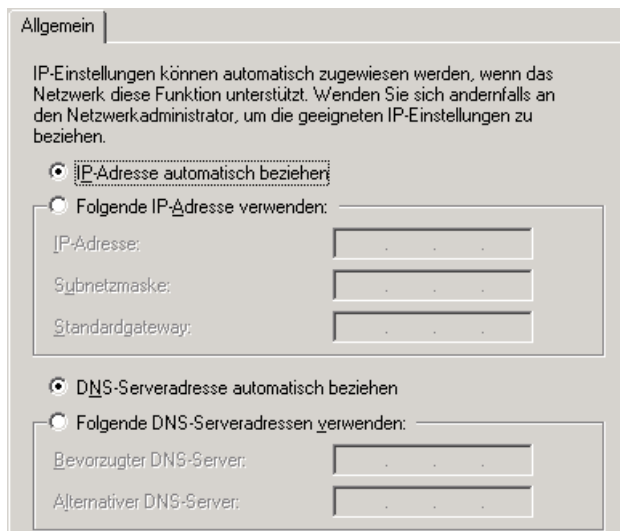 Allgemein
IP-Einstellungen können automatisch zugewiesen werden, wenn das
Netzwerk diese Funktion unterstützt. Wenden Sie sich andernfalls an
den Netzwerkadministrator, um die geeigneten IP-Einstellungen zu
beziehen.
IP-Adresse automatisch beziehen
Folgende IP-Adresse verwenden:
IP-Adresse:
Subnetzmaske:
Standardgateway:
DNS-Serveradresse automatisch beziehen
Folgende DNS-Serveradressen verwenden:
Bevorzugter DNS-Server:
Alternativer DNS-Server: